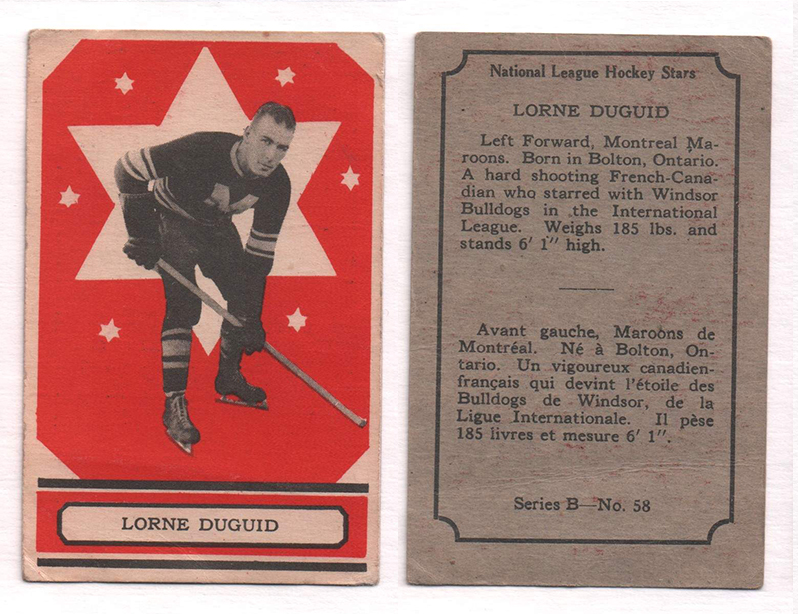 LORNE DUGUID
National League Hockey Stars
LORNE DUGUID
Left Forward, Montreal Ma-
roons. Born in Bolton, Ontario.
A hard shooting French-Cana-
dian who starred with Windsor
Bulldogs in the International
League. Weighs 185 lbs. and
stands 6′ 1″ high.
Avant gauche, Maroons de
Montréal. Né à Bolton, On-
tario. Un vigoureux canadien-
français qui devint l'étoile des
Bulldogs de Windsor, de la
Ligue Internationale. Il pèse
185 livres et mesure 6′ 1″.
Series B—No. 58